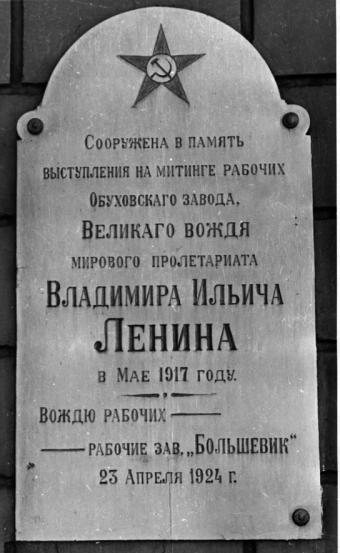 Сооружена в память
выступления на митинге рабочих
Обуховскаго завода,
Великаго вождя
мирового пролетариата
Владимира Ильича
Ленина
в Мае 1917 году.
Вождю рабочих —
— рабочие зав. „Большевик“
23 Апреля 1924 г.